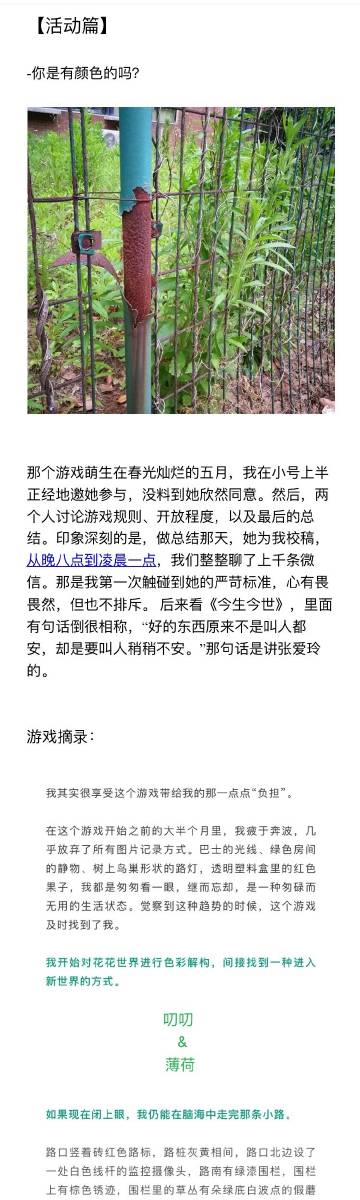 【活动篇】
-你是有颜色的吗？
那个游戏萌生在春光灿烂的五月，我在小号上半
正经地邀她参与，没料到她欣然同意。然后，两
个人讨论游戏规则、开放程度，以及最后的总
结。印象深刻的是，做总结那天，她为我校稿，
从晚八点到凌晨一点，我们整整聊了上千条微
信。那是我第一次触碰到她的严苛标准，心有畏
畏然，但也不排斥。 后来看《今生今世》，里面
有句话倒很相称，“好的东西原来不是叫人都
安，却是要叫人稍稍不安。”那句话是讲张爱玲
的。
游戏摘录：
我其实很享受这个游戏带给我的那一点点“负担”。
在这个游戏开始之前的大半个月里，我疲于奔波，几
乎放弃了所有图片记录方式。巴士的光线、绿色房间
的静物、树上鸟巢形状的路灯，透明塑料盒里的红色
果子，我都是匆匆看一眼，继而忘却，是一种匆碌而
无用的生活状态。觉察到这种趋势的时候，这个游戏
及时找到了我。
我开始对花花世界进行色彩解构，间接找到一种进入
新世界的方式。
叨叨
&
薄荷
如果现在闭上眼，我仍能在脑海中走完那条小路。
路口竖着砖红色路标，路桩灰黄相间，路口北边设了
一处白色线杆的监控摄像头，路南有绿漆围栏，围栏
上有棕色锈迹，围栏里的草丛有朵绿底白波点的假蘑